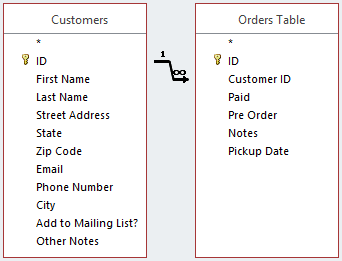 Customers
*
ID
First Name
Last Name
Street Address
State
Zip Code
Email
Phone Number
City
Add to Mailing List?
Other Notes
1
∞
Orders Table
*
ID
Customer ID
Paid
Pre Order
Notes
Pickup Date